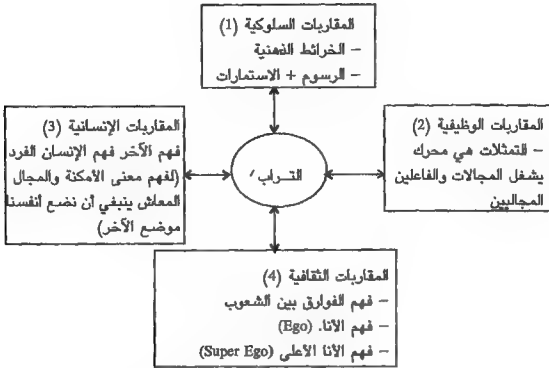 المقاربات السلوكية (1)
– الخرائط الذهنية
– الرسوم + الاستمارات
المقاربات الوظيفية (2)
– التمثلات هي محرك
يشغل المجالات والفاعلين
المجاليين
المقاربات الإنسانية (3)
فهم الآخر فهم الإنسان الفرد
(لفهم معنى الأمكنة والمجال
المعاش ينبغي أن نضع أنفسنا
موضع الآخر)
التــراب
المقاربات الثقافية (4)
– فهم الفوارق بين الشعوب
– فهم الأنا. (Ego)
– فهم الأنا الأعلى (Super Ego)